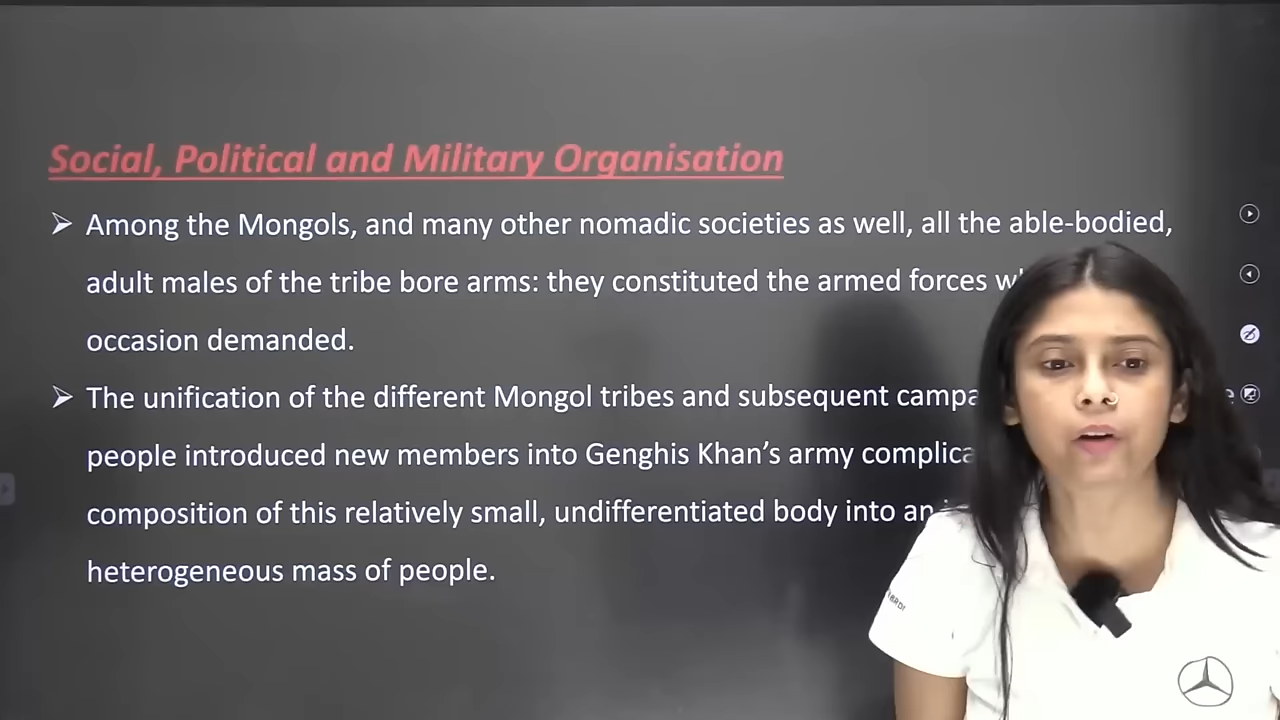 Social, Political and Military Organisation
➢ Among the Mongols, and many other nomadic societies as well, all the able-bodied,
adult males of the tribe bore arms: they constituted the armed forces
occasion demanded.
➢ The unification of the different Mongol tribes and subsequent
people introduced new members into Genghis Khan’s army
composition of this relatively small, undifferentiated body into an
heterogeneous mass of people.